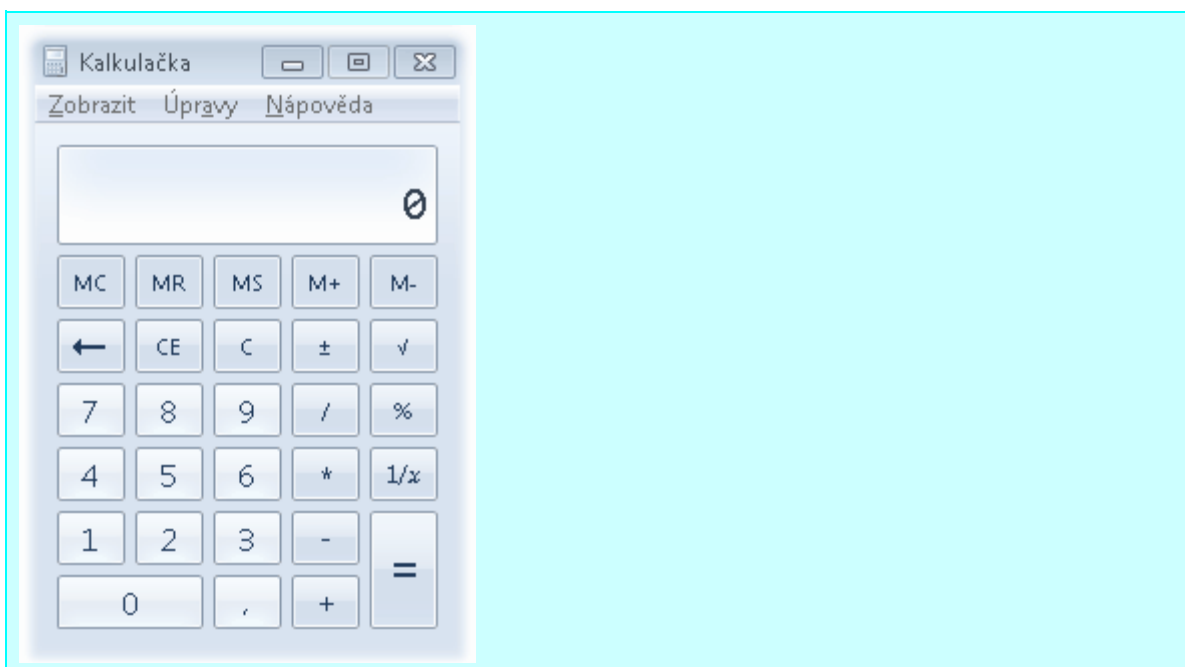 Kalkulačka
Zobrazit Úpravy Nápověda
0
MC MR MS M+ M-
← CE C ± √
7 8 9 / %
4 5 6 * 1/x
1 2 3 -
=
0 , +